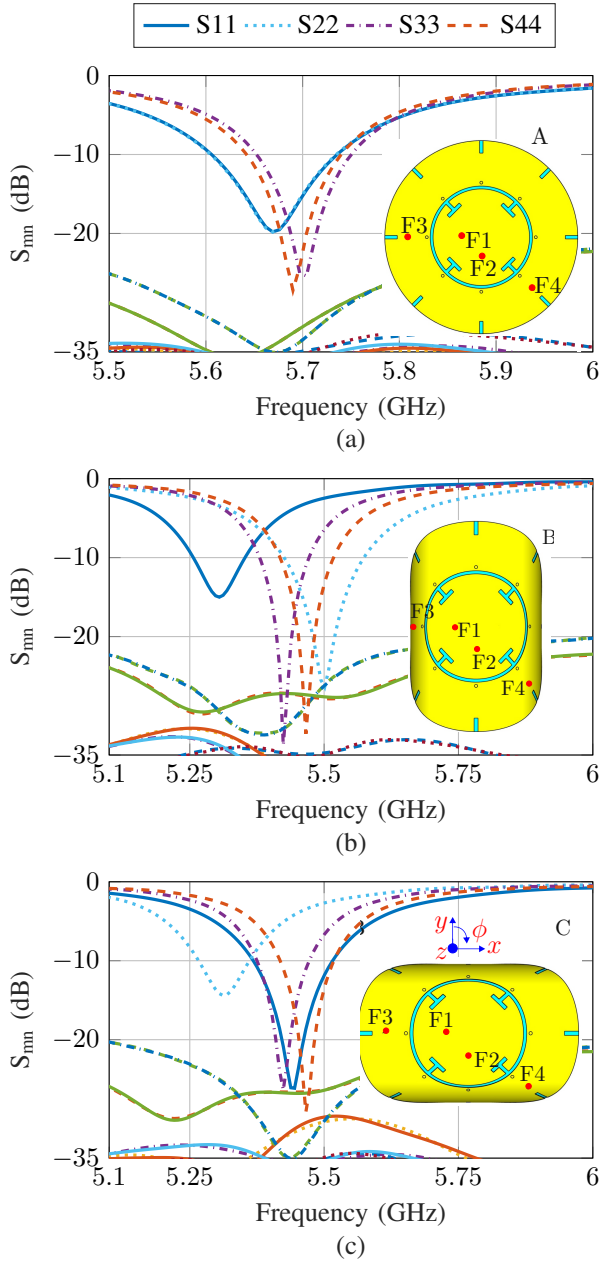 S11 S22 S33 S44
0
−10
−20
−35
S_mn (dB)
A
F3
F1
F2
F4
5.5 5.6 5.7 5.8 5.9 6
Frequency (GHz)
(a)
0
−10
−20
−35
S_mn (dB)
B
F3
F1
F2
F4
5.1 5.25 5.5 5.75 6
Frequency (GHz)
(b)
0
−10
−20
−35
S_mn (dB)
y
ϕ
z
x
C
F3
F1
F2
F4
5.1 5.25 5.5 5.75 6
Frequency (GHz)
(c)